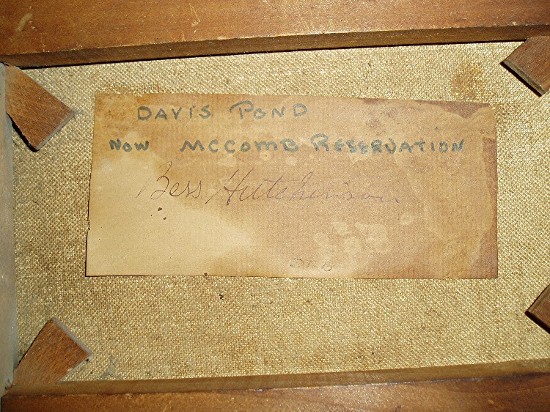 DAVIS POND
NOW MCCOMB RESERVATION
Bess Hutchinson